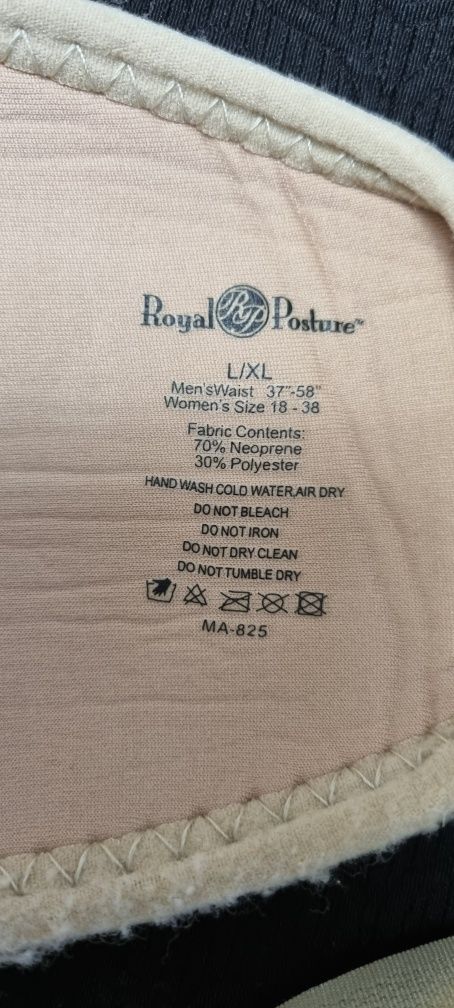 Royal RP Posture™
L/XL
Men'sWaist 37"-58"
Women's Size 18 - 38
Fabric Contents:
70% Neoprene
30% Polyester
HAND WASH COLD WATER,AIR DRY
DO NOT BLEACH
DO NOT IRON
DO NOT DRY CLEAN
DO NOT TUMBLE DRY
MA-825